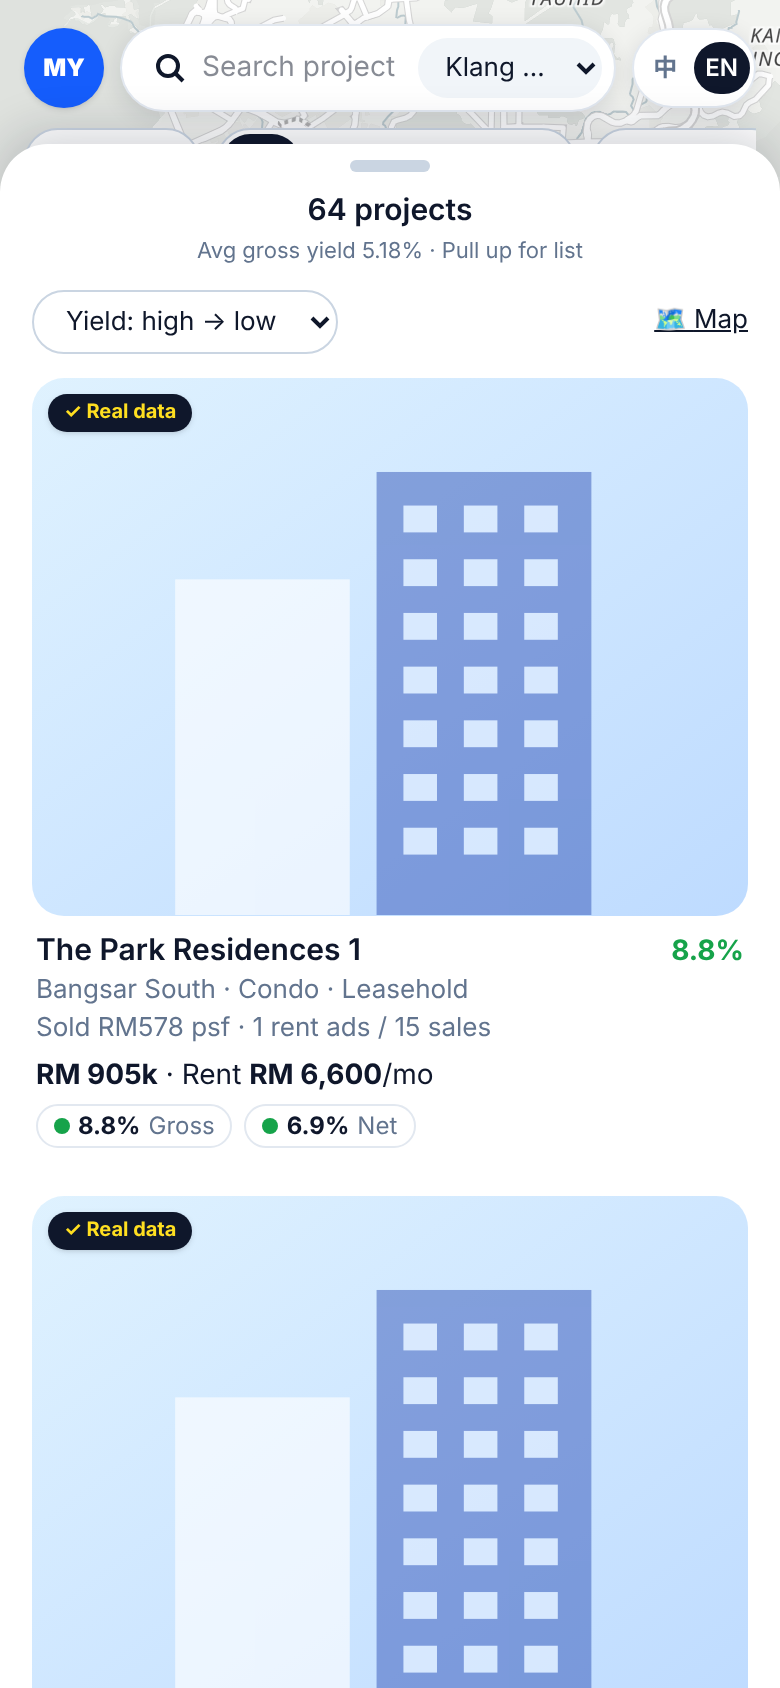 MY
Search project
Klang ...
中
EN
64 projects
Avg gross yield 5.18% · Pull up for list
Yield: high → low
🗺️ Map
✓ Real data
The Park Residences 1
8.8%
Bangsar South · Condo · Leasehold
Sold RM578 psf · 1 rent ads / 15 sales
RM 905k · Rent RM 6,600/mo
8.8% Gross
6.9% Net
✓ Real data